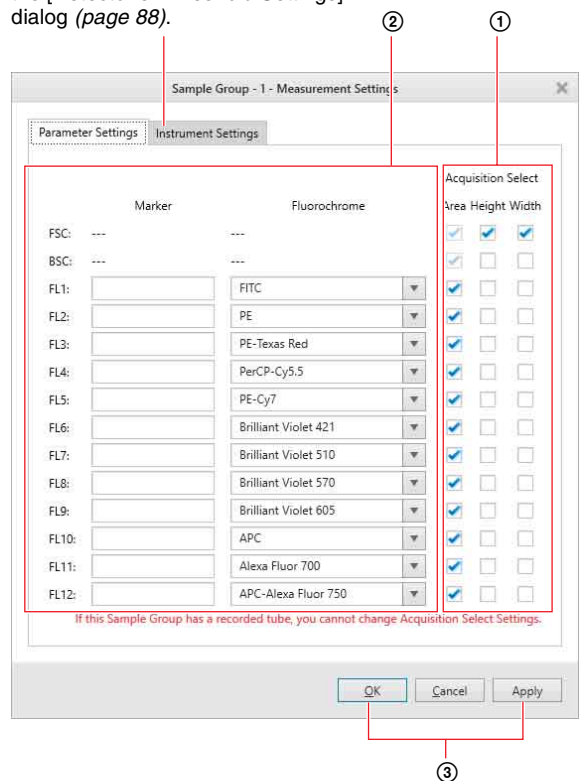 dialog (page 88).
② ①
Sample Group - 1 - Measurement Settings
Parameter Settings Instrument Settings
Acquisition Select
Marker Fluorochrome Area Height Width
FSC: --- ---
BSC: --- ---
FL1: FITC
FL2: PE
FL3: PE-Texas Red
FL4: PerCP-Cy5.5
FL5: PE-Cy7
FL6: Brilliant Violet 421
FL7: Brilliant Violet 510
FL8: Brilliant Violet 570
FL9: Brilliant Violet 605
FL10: APC
FL11: Alexa Fluor 700
FL12: APC-Alexa Fluor 750
If this Sample Group has a recorded tube, you cannot change Acquisition Select Settings.
OK Cancel Apply
③